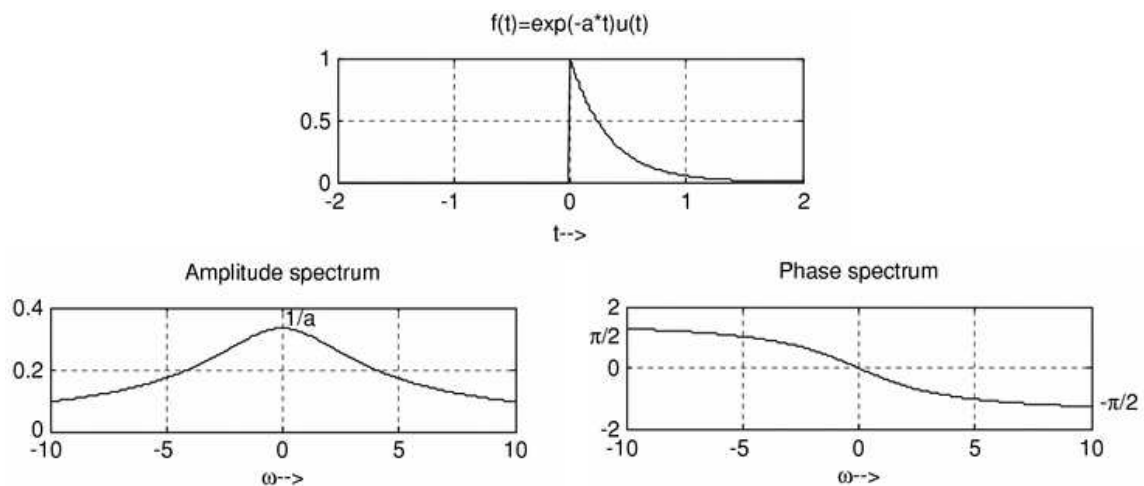 f(t)=exp(-a*t)u(t)
1
0.5
0
-2 -1 0 1 2
t-->
Amplitude spectrum
0.4
1/a
0.2
0
-10 -5 0 5 10
ω-->
Phase spectrum
2
π/2
0
-π/2
-2
-10 -5 0 5 10
ω-->